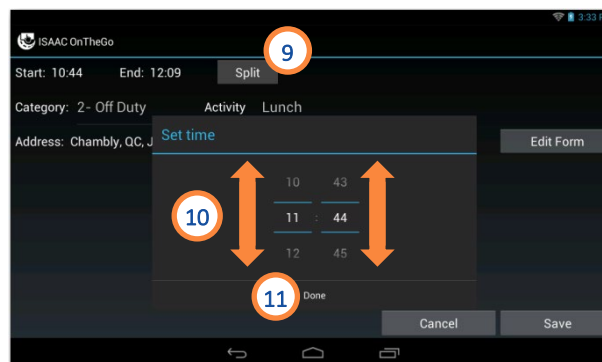 3:33 P
ISAAC OnTheGo
9
Start: 10:44 End: 12:09 Split
Category: 2- Off Duty Activity Lunch
Address: Chambly, QC, J
Set time
Edit Form
10 43
10
11 : 44
12 45
11
Done
Cancel Save